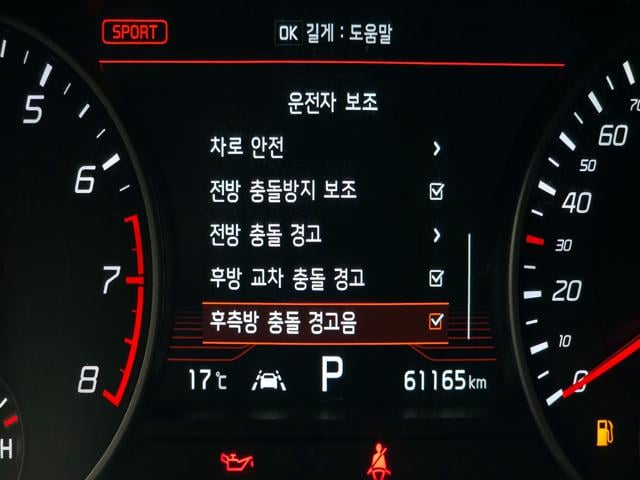 SPORT
OK 길게 : 도움말
운전자 보조
차로 안전
전방 충돌방지 보조
전방 충돌 경고
후방 교차 충돌 경고
후측방 충돌 경고음
17℃
P
61165km
5
6
7
8
H
0
10
20
30
40
50
60
70